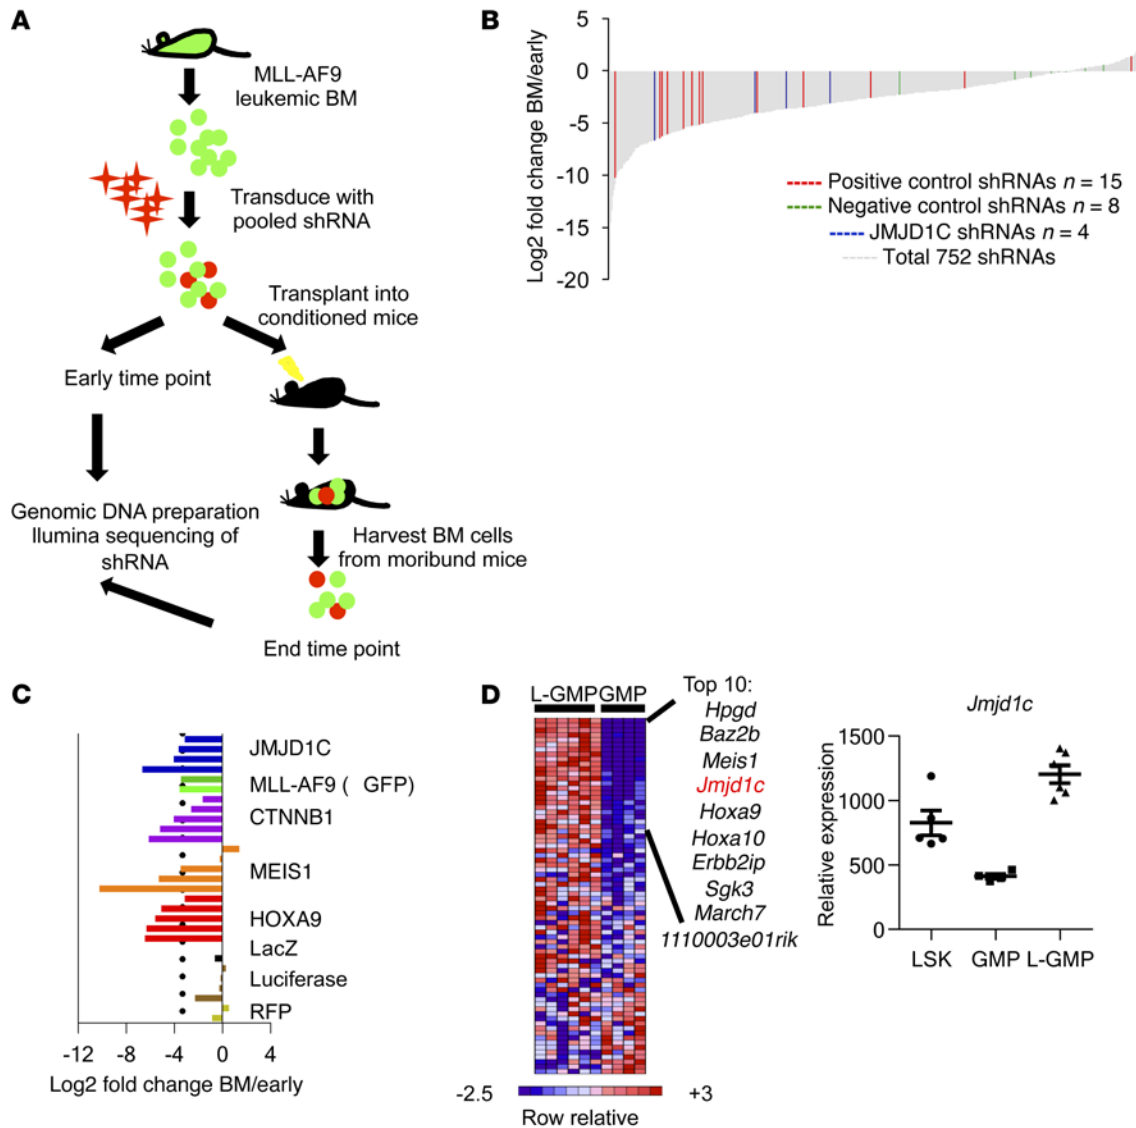 A
MLL-AF9
leukemic BM
Transduce with
pooled shRNA
Transplant into
conditioned mice
Early time point
Genomic DNA preparation
Ilumina sequencing of
shRNA
Harvest BM cells
from moribund mice
End time point
B
Log2 fold change BM/early
5
0
-5
-10
-15
-20
Positive control shRNAs n = 15
Negative control shRNAs n = 8
JMJD1C shRNAs n = 4
Total 752 shRNAs
C
JMJD1C
MLL-AF9 ( GFP)
CTNNB1
MEIS1
HOXA9
LacZ
Luciferase
RFP
-12 -8 -4 0 4
Log2 fold change BM/early
D
L-GMP GMP
Top 10:
Hpgd
Baz2b
Meis1
Jmjd1c
Hoxa9
Hoxa10
Erbb2ip
Sgk3
March7
1110003e01rik
-2.5 +3
Row relative
Jmjd1c
Relative expression
1500
1000
500
0
LSK GMP L-GMP